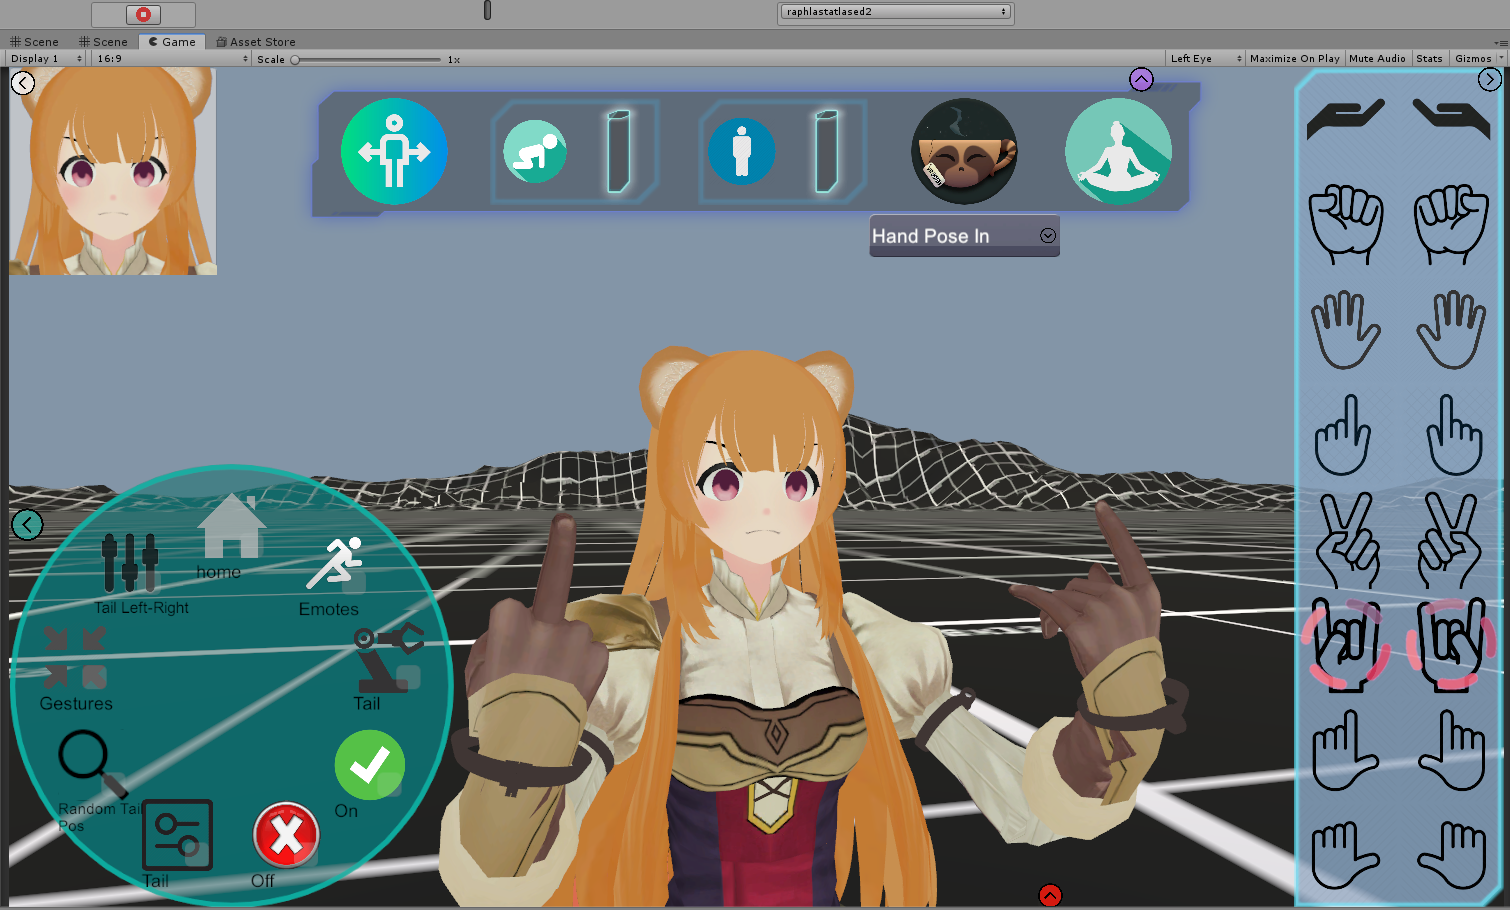 raphlastatlased2
Scene
Scene
Game
Asset Store
Display 1
16:9
Scale
1x
Left Eye
Maximize On Play
Mute Audio
Stats
Gizmos
Hand Pose In
home
Tail Left-Right
Emotes
Gestures
Tail
Random Tail
Pos
On
Tail
Off